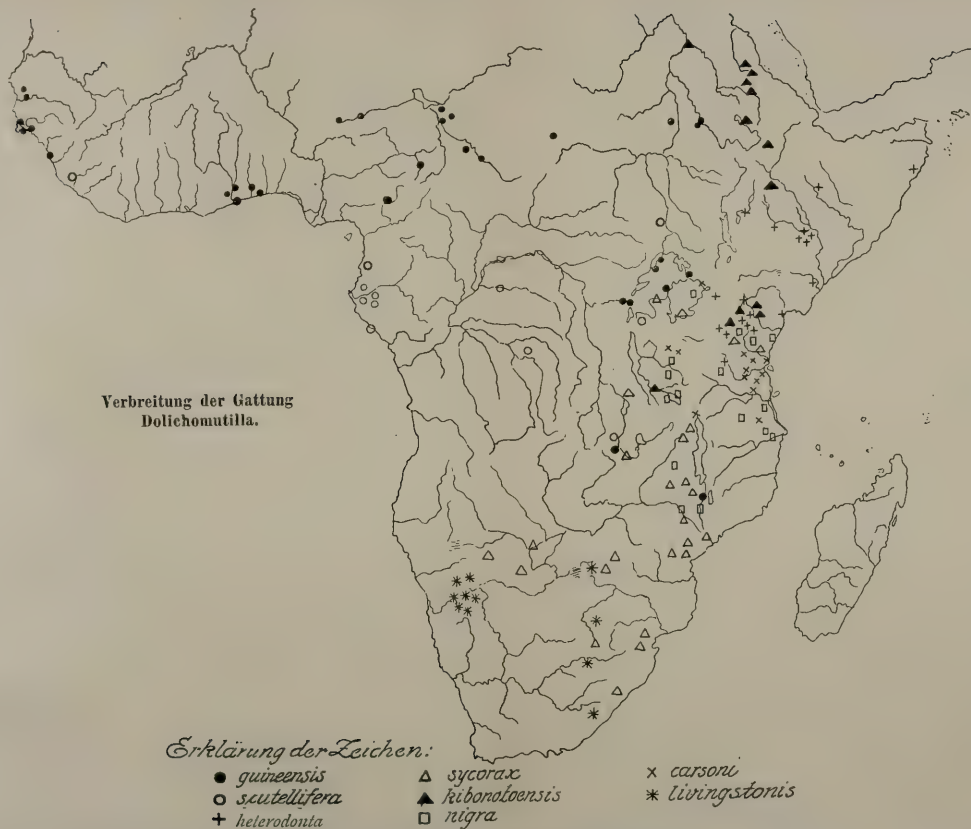 Verbreitung der Gattung
Dolichomutilla.
Erklärung der Zeichen:
guineensis
scutellifera
heterodonta
sycorax
kibonotoensis
nigra
carsoni
livingstonis